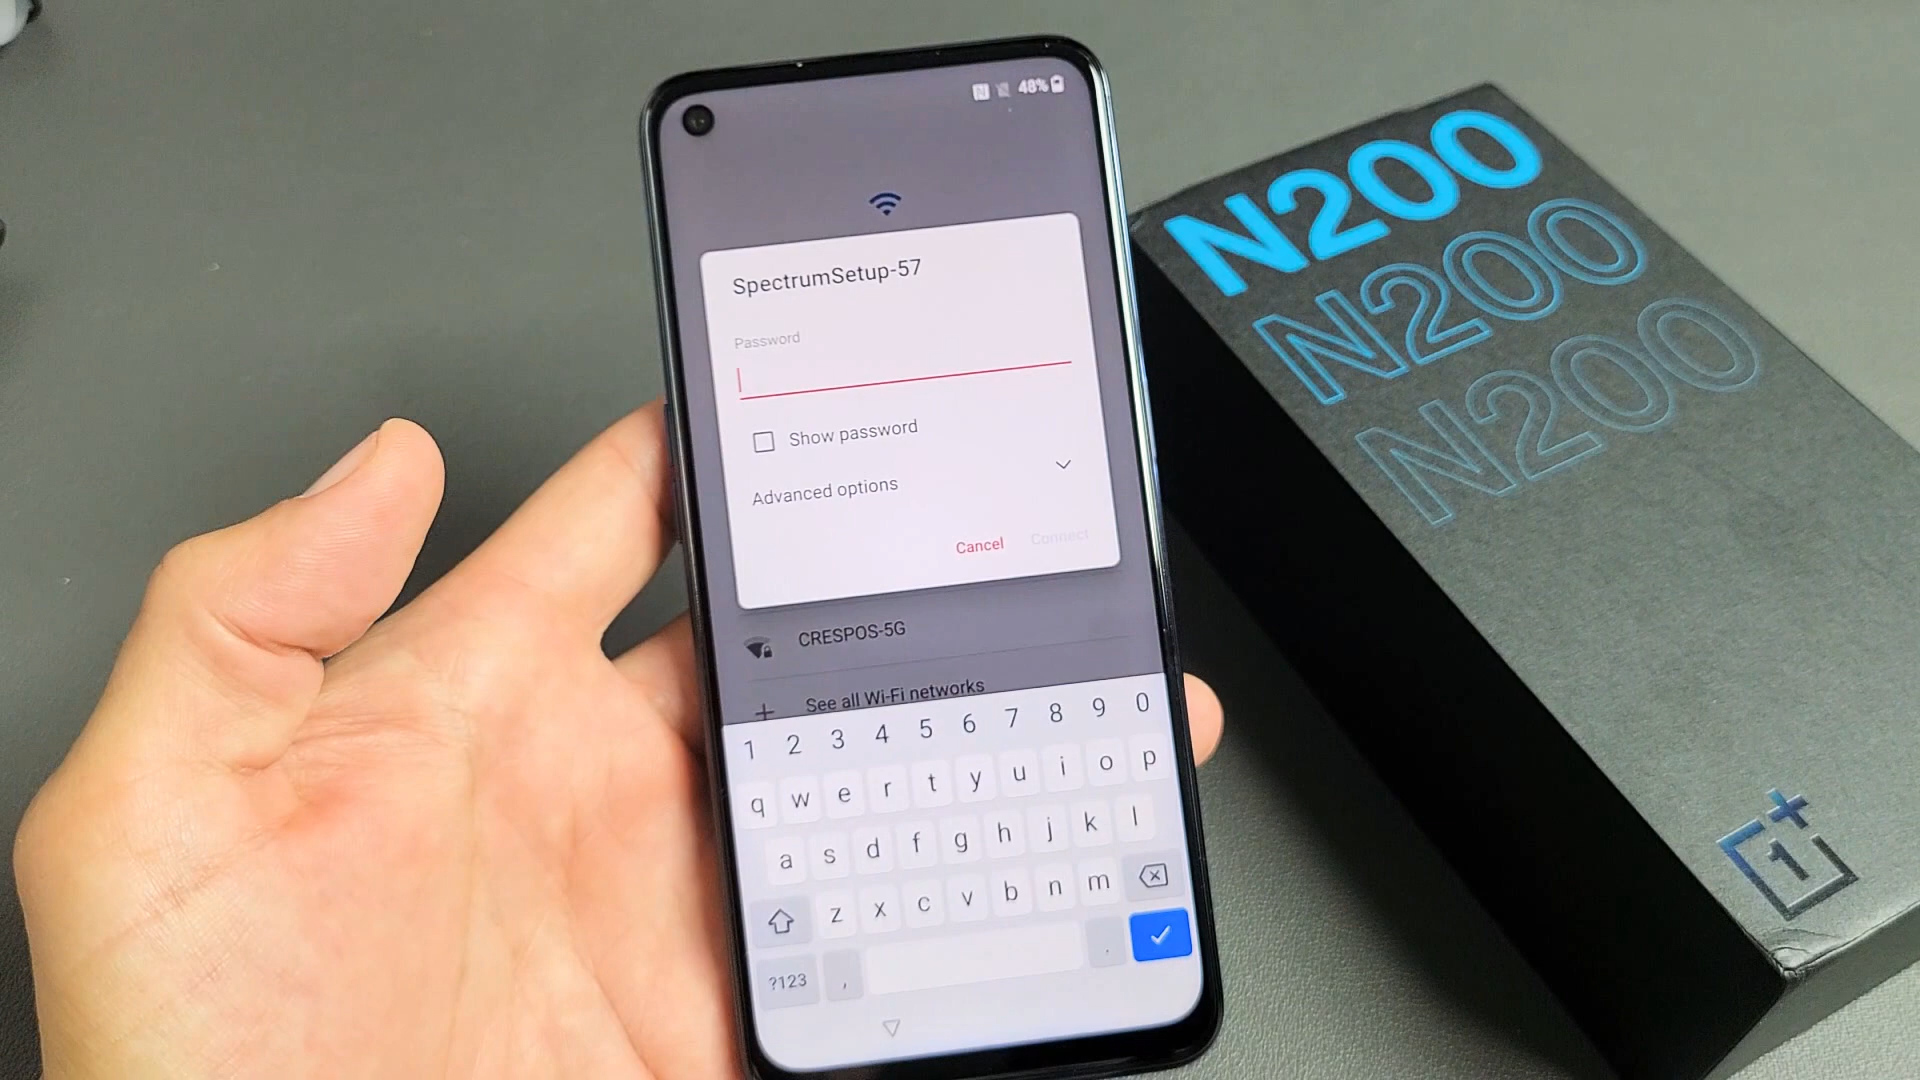 48%
SpectrumSetup-57
Password
Show password
Advanced options
Cancel Connect
CRESPOS-5G
See all Wi-Fi networks
1 2 3 4 5 6 7 8 9 0
q w e r t y u i o p
a s d f g h j k l
z x c v b n m
?123 , .
N200
N200
N200
1+